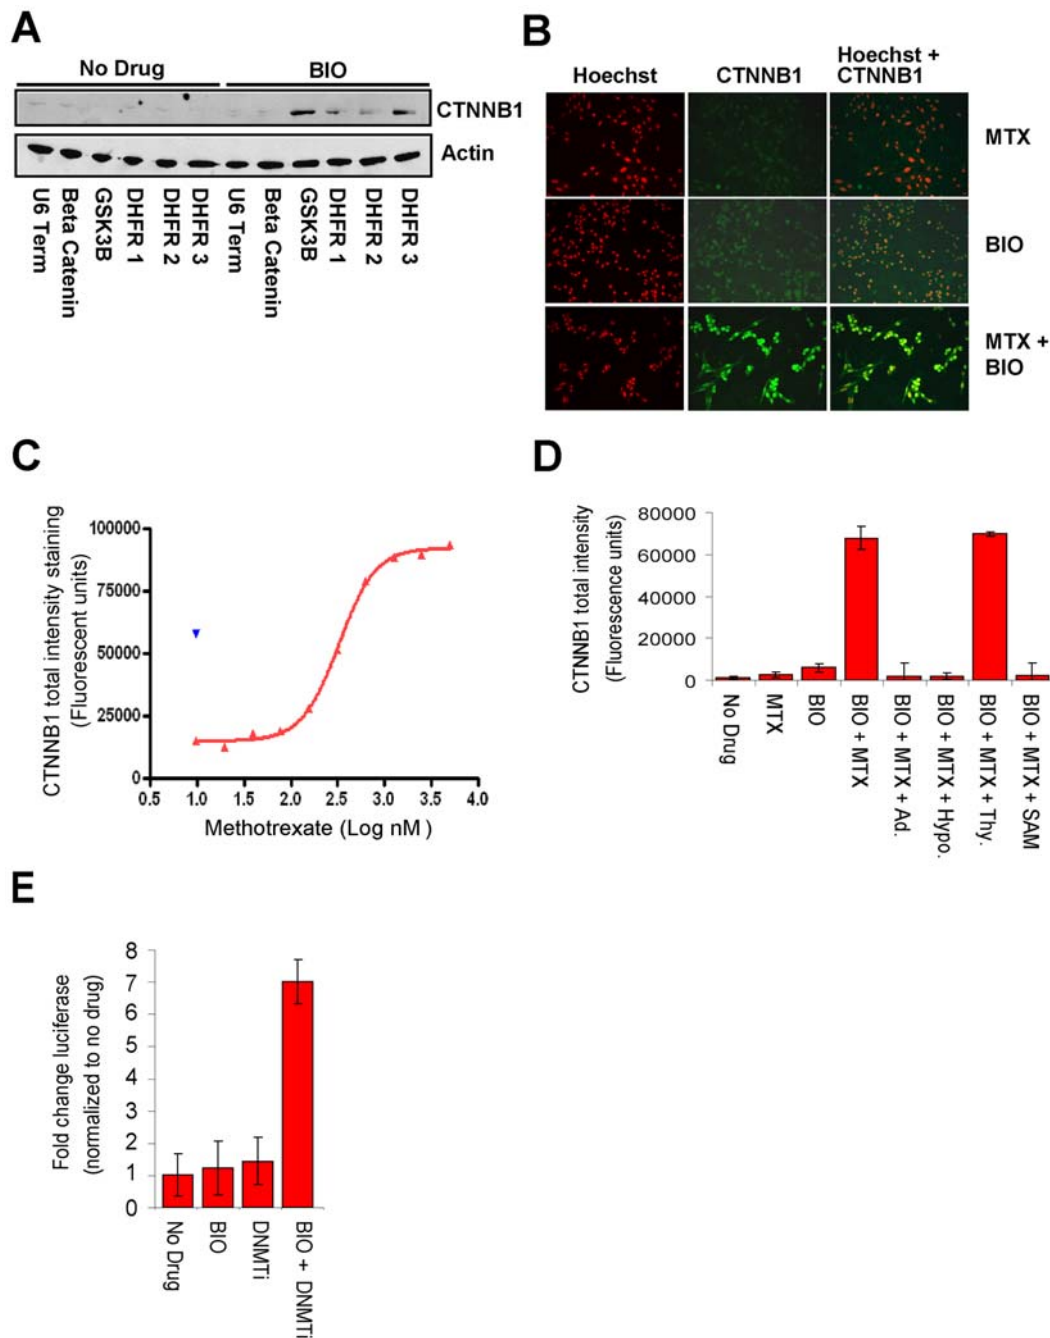 A
No Drug
BIO
CTNNB1
Actin
U6 Term
Beta Catenin
GSK3B
DHFR 1
DHFR 2
DHFR 3
U6 Term
Beta Catenin
GSK3B
DHFR 1
DHFR 2
DHFR 3
B
Hoechst
CTNNB1
Hoechst +
CTNNB1
MTX
BIO
MTX +
BIO
C
CTNNB1 total intensity staining
(Fluorescent units)
100000
75000
50000
25000
0
0.5
1.0
1.5
2.0
2.5
3.0
3.5
4.0
Methotrexate (Log nM )
D
CTNNB1 total intensity
(Fluorescence units)
80000
60000
40000
20000
0
No Drug
MTX
BIO
BIO + MTX
BIO + MTX + Ad.
BIO + MTX + Hypo.
BIO + MTX + Thy.
BIO + MTX + SAM
E
Fold change luciferase
(normalized to no drug)
8
7
6
5
4
3
2
1
0
No Drug
BIO
DNMTi
BIO + DNMTi